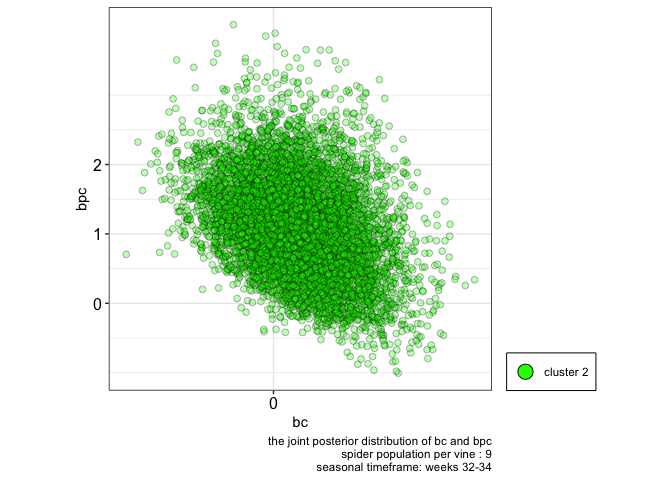 bpc
2
1
0
0
bc
cluster 2
the joint posterior distribution of bc and bpc
spider population per vine : 9
seasonal timeframe: weeks 32-34